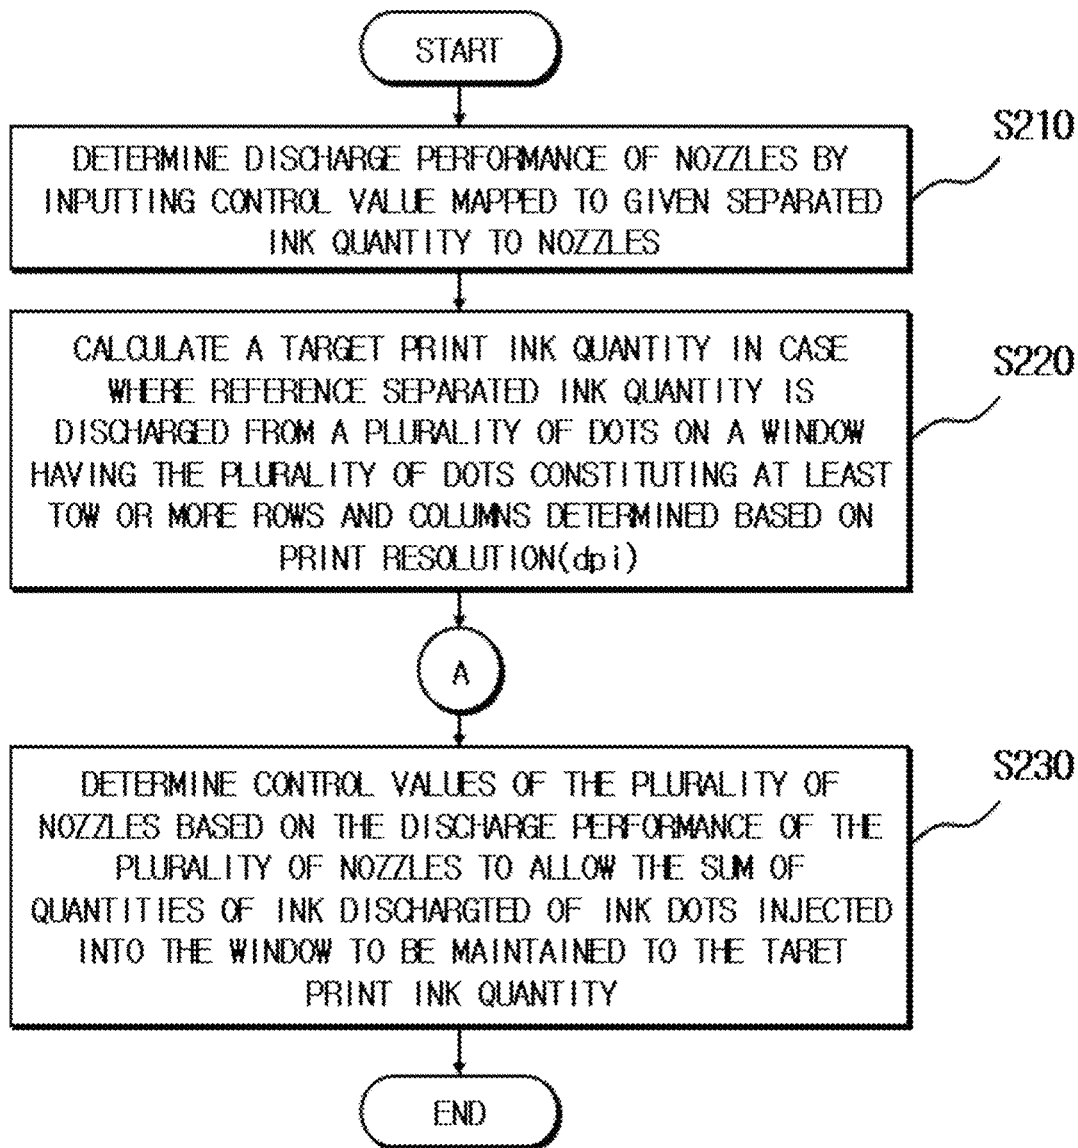 START
S210
DETERMINE DISCHARGE PERFORMANCE OF NOZZLES BY
INPUTTING CONTROL VALUE MAPPED TO GIVEN SEPARATED
INK QUANTITY TO NOZZLES
S220
CALCULATE A TARGET PRINT INK QUANTITY IN CASE
WHERE REFERENCE SEPARATED INK QUANTITY IS
DISCHARGED FROM A PLURALITY OF DOTS ON A WINDOW
HAVING THE PLURALITY OF DOTS CONSTITUTING AT LEAST
TOW OR MORE ROWS AND COLUMNS DETERMINED BASED ON
PRINT RESOLUTION(dpi)
A
S230
DETERMINE CONTROL VALUES OF THE PLURALITY OF
NOZZLES BASED ON THE DISCHARGE PERFORMANCE OF THE
PLURALITY OF NOZZLES TO ALLOW THE SUM OF
QUANTITIES OF INK DISCHARGTED OF INK DOTS INJECTED
INTO THE WINDOW TO BE MAINTAINED TO THE TARET
PRINT INK QUANTITY
END